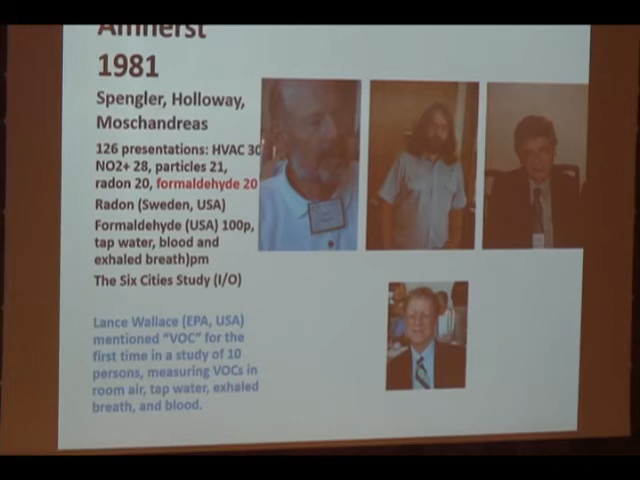 Amherst
1981
Spengler, Holloway,
Moschandreas
126 presentations: HVAC 30
NO2+ 28, particles 21,
radon 20, formaldehyde 20
Radon (Sweden, USA)
Formaldehyde (USA) 100p,
tap water, blood and
exhaled breath)pm
The Six Cities Study (I/O)
Lance Wallace (EPA, USA)
mentioned "VOC" for the
first time in a study of 10
persons, measuring VOCs in
room air, tap water, exhaled
breath, and blood.